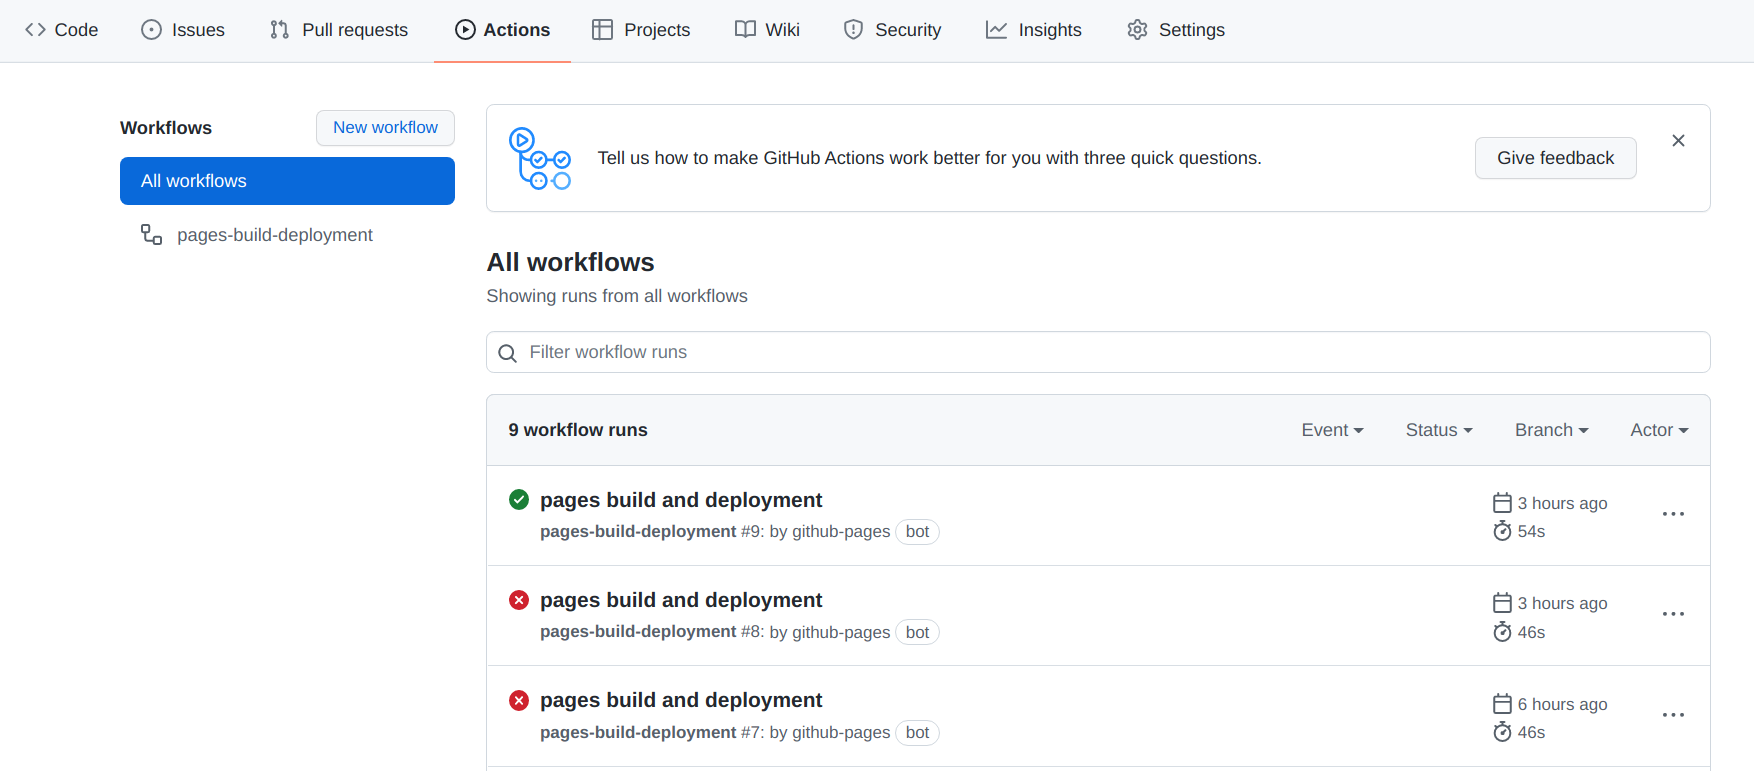 Code Issues Pull requests Actions Projects Wiki Security Insights Settings
Workflows New workflow
All workflows
pages-build-deployment
Tell us how to make GitHub Actions work better for you with three quick questions. Give feedback
All workflows
Showing runs from all workflows
Filter workflow runs
9 workflow runs Event Status Branch Actor
pages build and deployment
pages-build-deployment #9: by github-pages bot
3 hours ago
54s
pages build and deployment
pages-build-deployment #8: by github-pages bot
3 hours ago
46s
pages build and deployment
pages-build-deployment #7: by github-pages bot
6 hours ago
46s